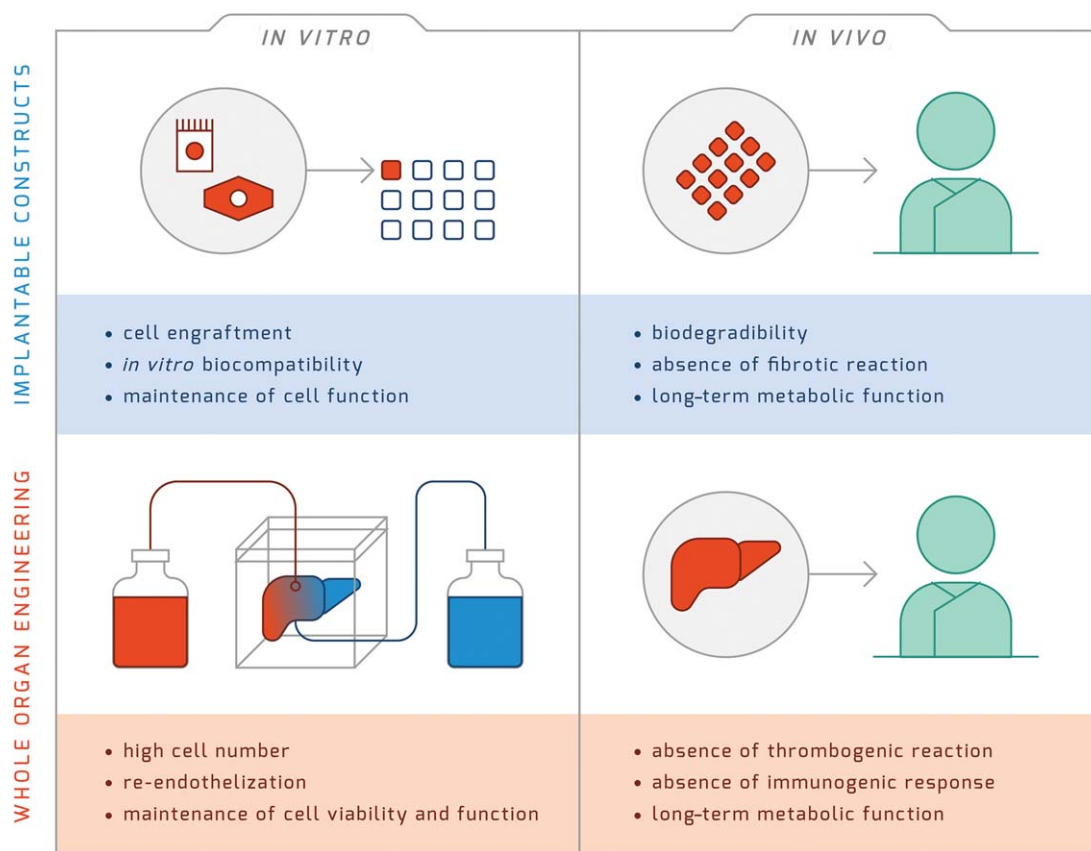 IN VITRO
IN VIVO
IMPLANTABLE CONSTRUCTS
• cell engraftment
• in vitro biocompatibility
• maintenance of cell function
• biodegradibility
• absence of fibrotic reaction
• long-term metabolic function
WHOLE ORGAN ENGINEERING
• high cell number
• re-endothelization
• maintenance of cell viability and function
• absence of thrombogenic reaction
• absence of immunogenic response
• long-term metabolic function